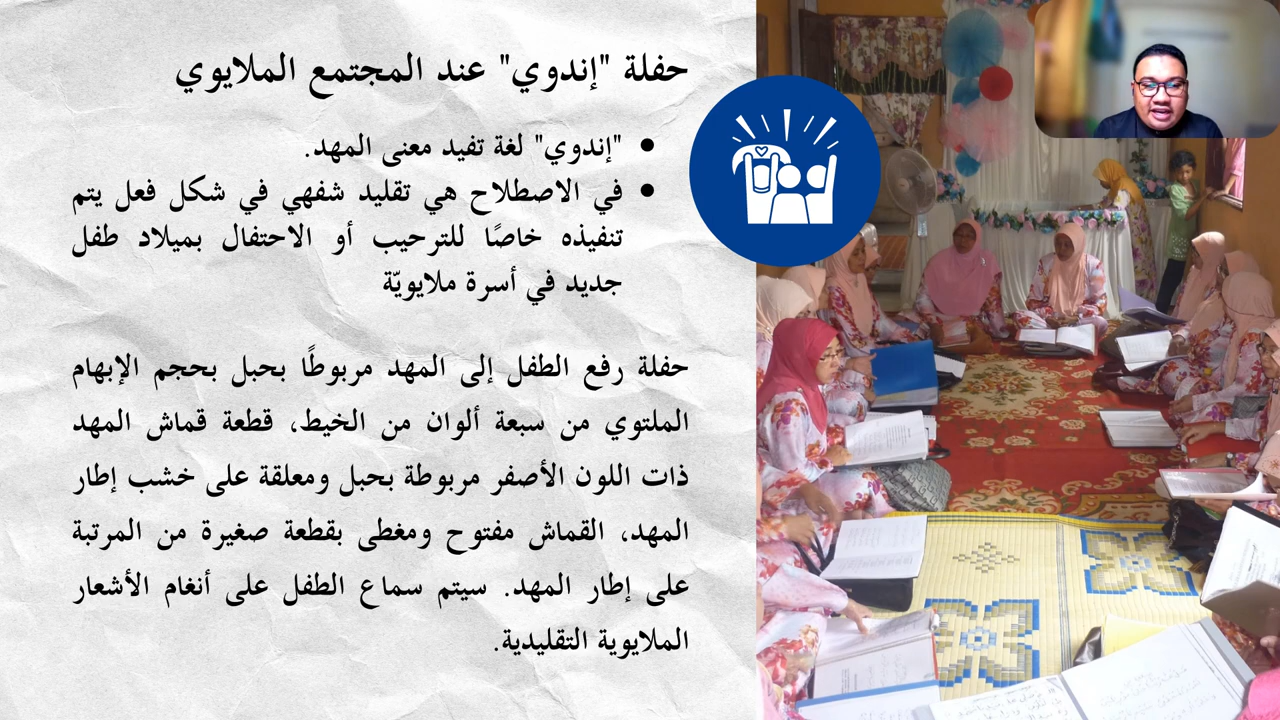 حفلة "إندوي" عند المجتمع الملايوي
"إندوي" لغة تفيد معنى المهد.
في الاصطلاح هي تقليد شفهي في شكل فعل يتم
تنفيذه خاصًا للترحيب أو الاحتفال بميلاد طفل
جديد في أسرة ملايويّة
حفلة رفع الطفل إلى المهد مربوطًا بحبل بحجم الإبهام
الملتوي من سبعة ألوان من الخيط، قطعة قماش المهد
ذات اللون الأصفر مربوطة بحبل ومعلقة على خشب إطار
المهد، القماش مفتوح ومغطى بقطعة صغيرة من المرتبة
على إطار المهد. سيتم سماع الطفل على أنغام الأشعار
الملايوية التقليدية.